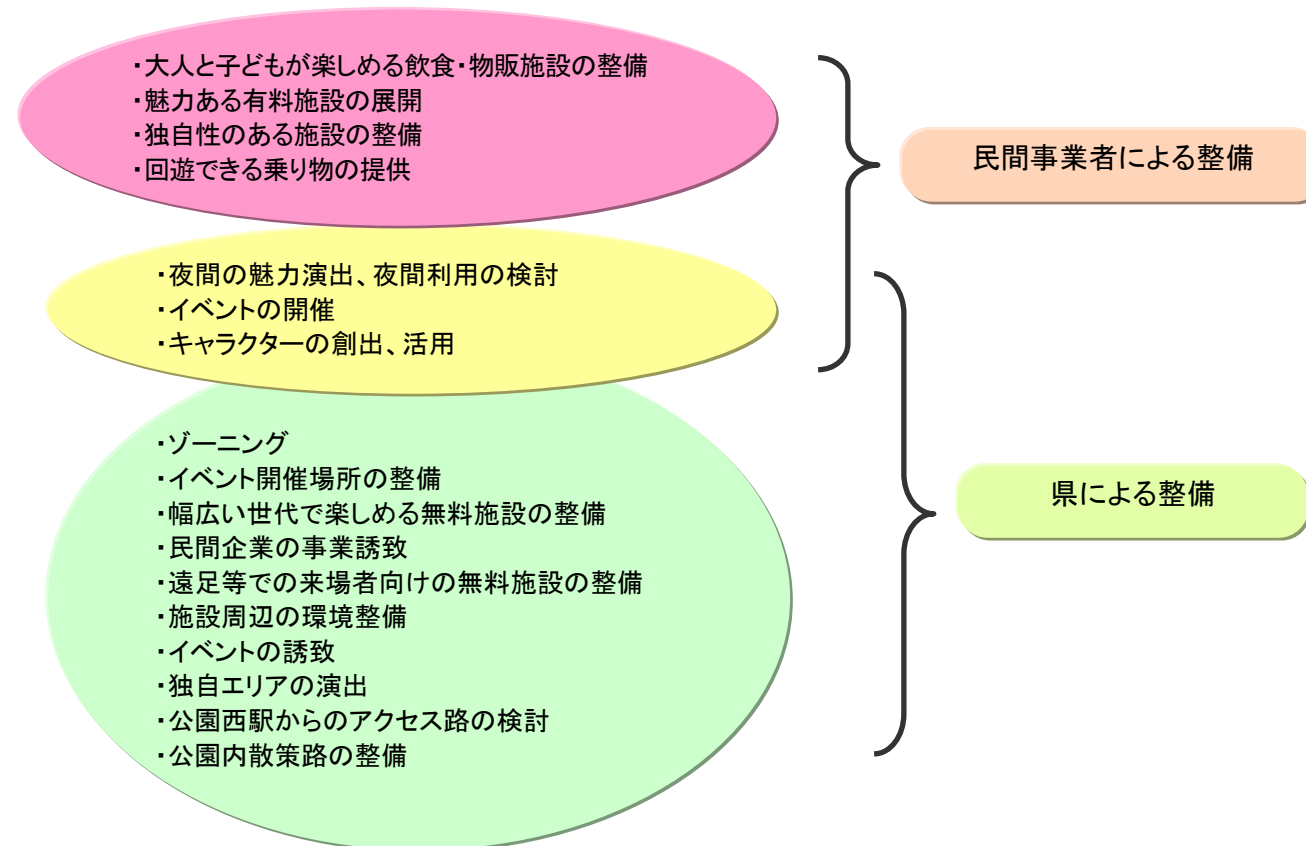 ・大人と子どもが楽しめる飲食・物販施設の整備
・魅力ある有料施設の展開
・独自性のある施設の整備
・回遊できる乗り物の提供
民間事業者による整備
・夜間の魅力演出、夜間利用の検討
・イベントの開催
・キャラクターの創出、活用
・ゾーニング
・イベント開催場所の整備
・幅広い世代で楽しめる無料施設の整備
・民間企業の事業誘致
・遠足等での来場者向けの無料施設の整備
・施設周辺の環境整備
・イベントの誘致
・独自エリアの演出
・公園西駅からのアクセス路の検討
・公園内散策路の整備
県による整備